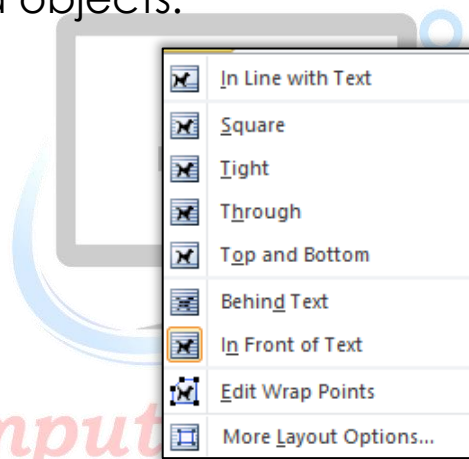 objects.
In Line with Text
Square
Tight
Through
Top and Bottom
Behind Text
In Front of Text
Edit Wrap Points
More Layout Options...